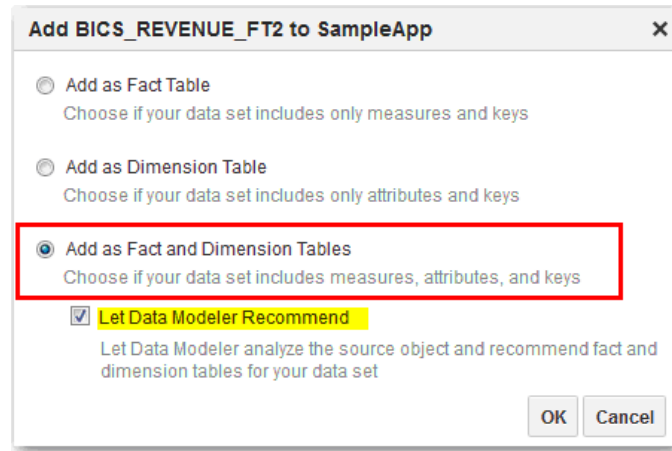 Add BICS_REVENUE_FT2 to SampleApp
Add as Fact Table
Choose if your data set includes only measures and keys
Add as Dimension Table
Choose if your data set includes only attributes and keys
Add as Fact and Dimension Tables
Choose if your data set includes measures, attributes, and keys
Let Data Modeler Recommend
Let Data Modeler analyze the source object and recommend fact and
dimension tables for your data set
OK Cancel